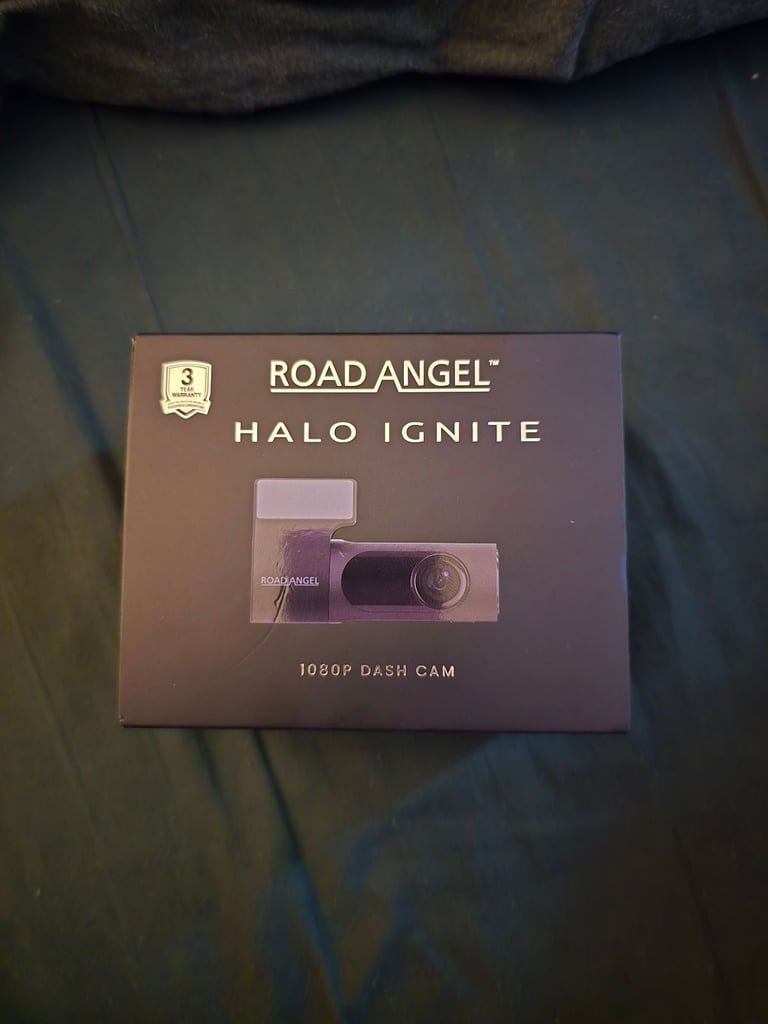 3
YEAR
WARRANTY
ROAD ANGEL™
HALO IGNITE
ROAD ANGEL
1080P DASH CAM